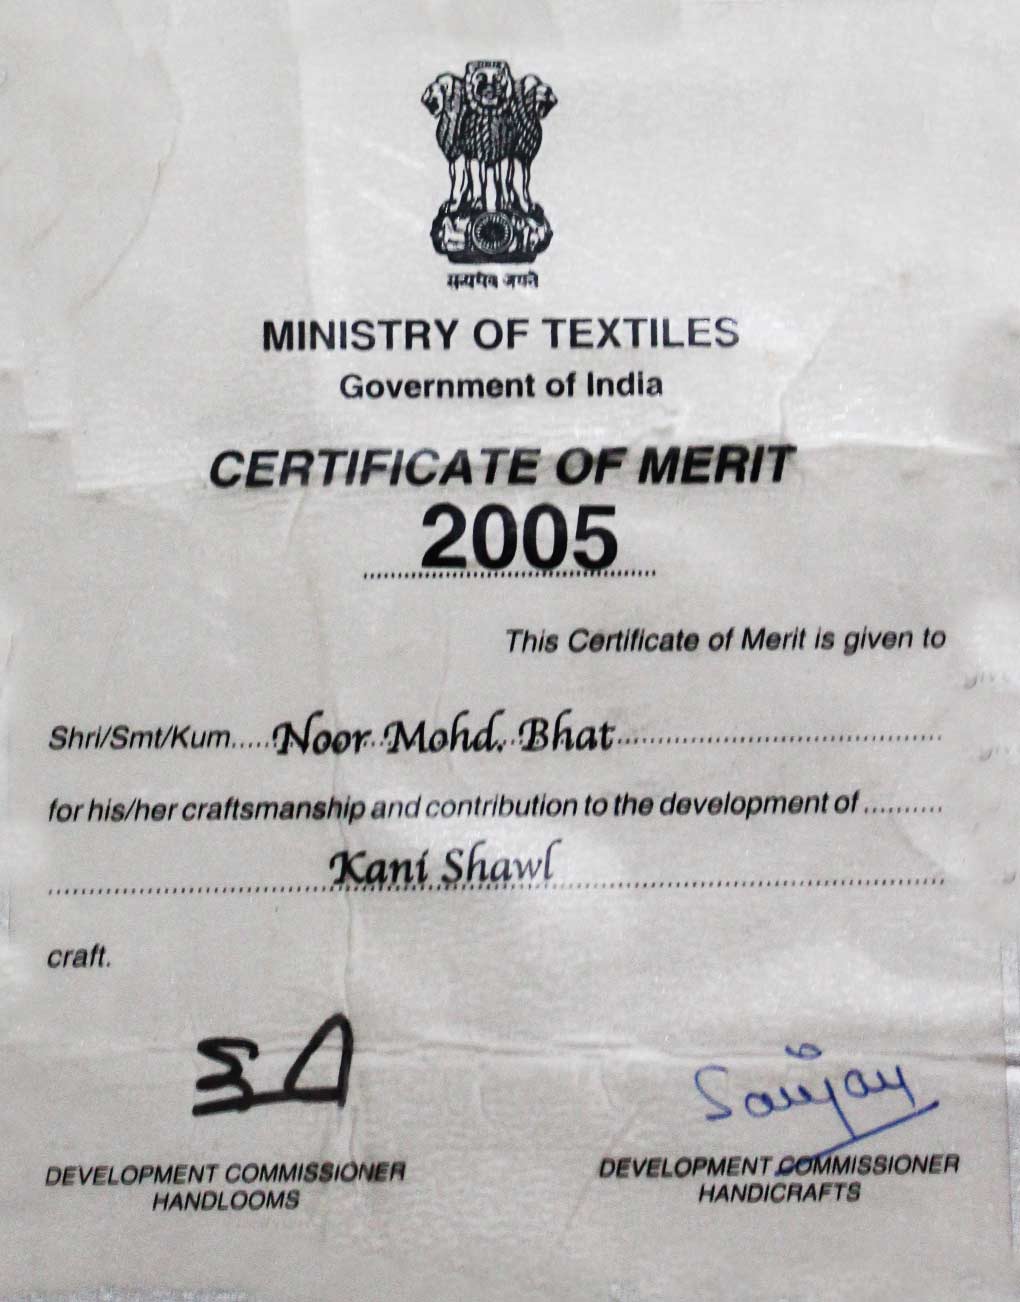 सत्यमेव जयते
MINISTRY OF TEXTILES
Government of India
CERTIFICATE OF MERIT
2005
This Certificate of Merit is given to
Shri/Smt/Kum.....Noor Mohd. Bhat
for his/her craftsmanship and contribution to the development of ..........
Kani Shawl
craft.
Sanjay
DEVELOPMENT COMMISSIONER
HANDLOOMS
DEVELOPMENT COMMISSIONER
HANDICRAFTS